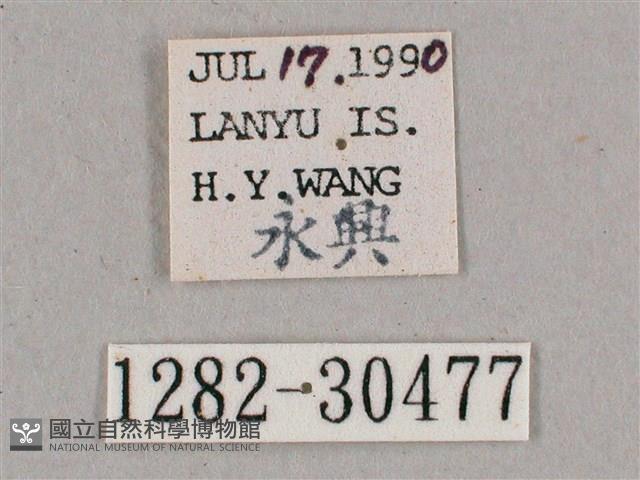 JUL 17.1990
LANYU IS.
H.Y.WANG
永興
1282-30477
國立自然科學博物館
NATIONAL MUSEUM OF NATURAL SCIENCE